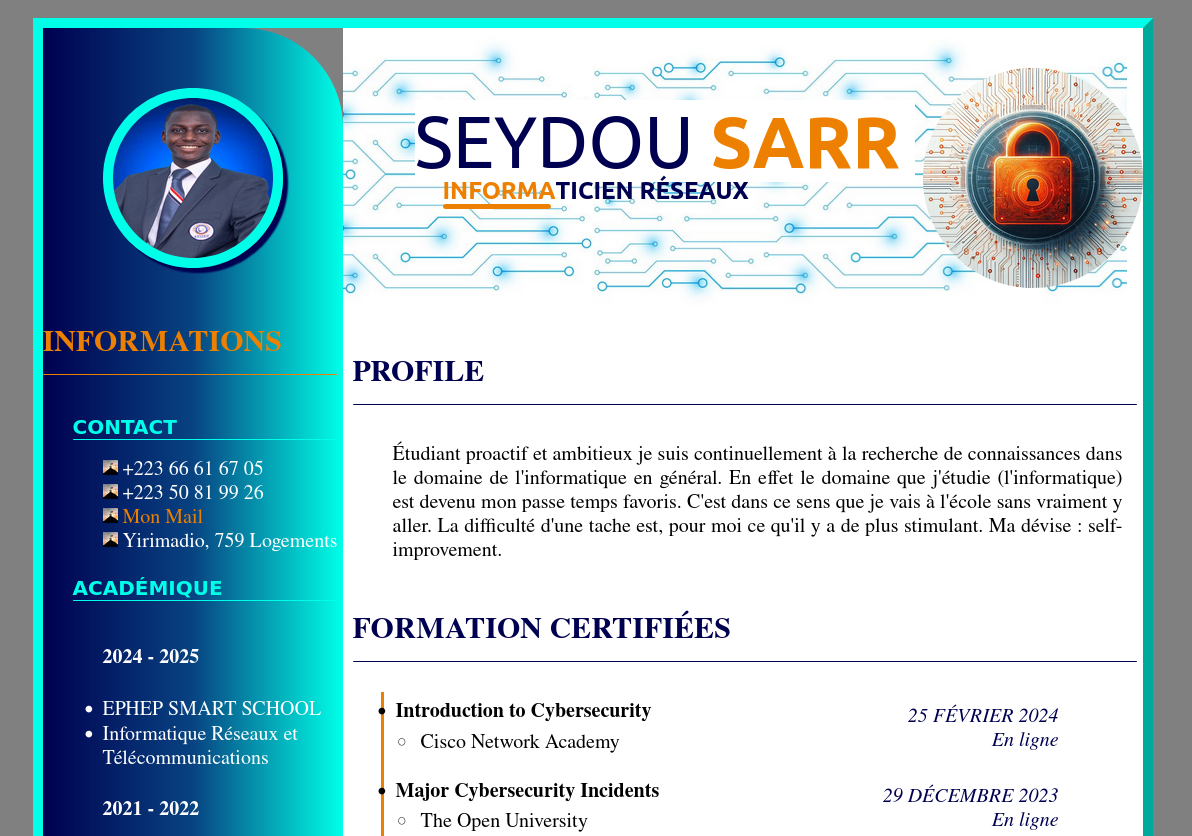 SEYDOU SARR
INFORMATICIEN RÉSEAUX
INFORMATIONS
CONTACT
+223 66 61 67 05
+223 50 81 99 26
Mon Mail
Yirimadio, 759 Logements
ACADÉMIQUE
2024 - 2025
EPHEP SMART SCHOOL
Informatique Réseaux et
Télécommunications
2021 - 2022
PROFILE
Étudiant proactif et ambitieux je suis continuellement à la recherche de connaissances dans
le domaine de l'informatique en général. En effet le domaine que j'étudie (l'informatique)
est devenu mon passe temps favoris. C'est dans ce sens que je vais à l'école sans vraiment y
aller. La difficulté d'une tache est, pour moi ce qu'il y a de plus stimulant. Ma dévise : self-
improvement.
FORMATION CERTIFIÉES
Introduction to Cybersecurity
25 FÉVRIER 2024
Cisco Network Academy
En ligne
Major Cybersecurity Incidents
29 DÉCEMBRE 2023
The Open University
En ligne